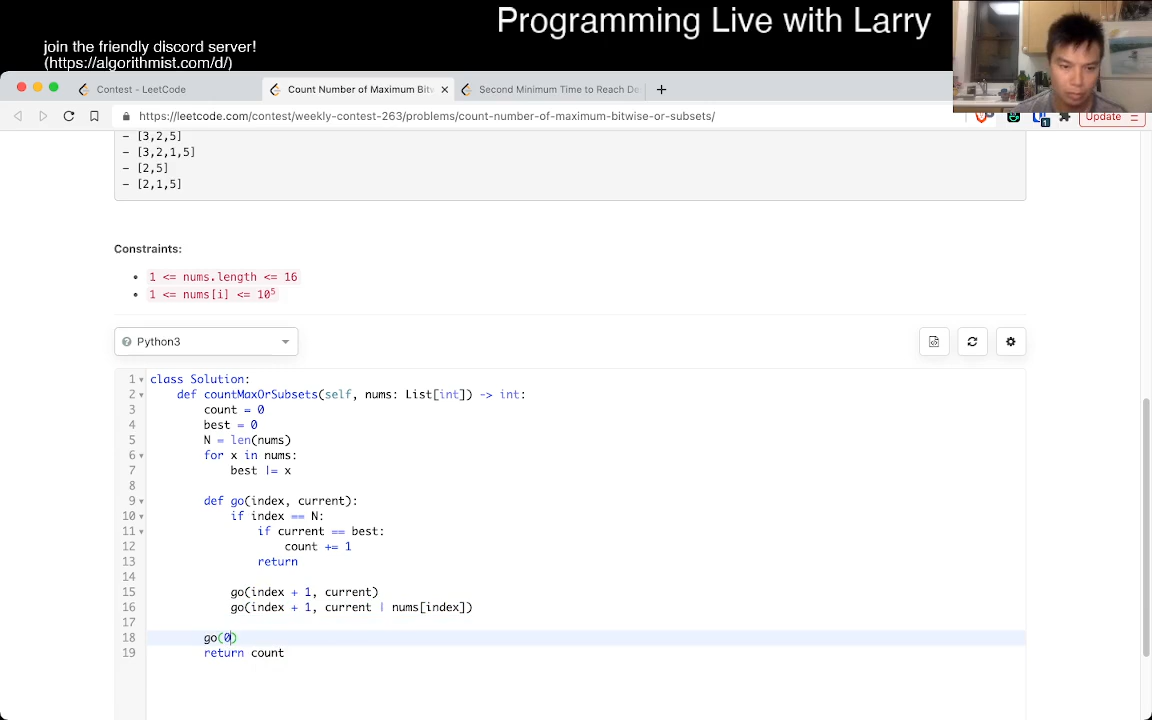 Programming Live with Larry
join the friendly discord server!
(https://algorithmist.com/d/)
Contest - LeetCode
Count Number of Maximum Bitw
Second Minimum Time to Reach De
https://leetcode.com/contest/weekly-contest-263/problems/count-number-of-maximum-bitwise-or-subsets/
1
Update
- [3,2,5]
- [3,2,1,5]
- [2,5]
- [2,1,5]
Constraints:
• 1 <= nums.length <= 16
• 1 <= nums[i] <= 10⁵
Python3
1 class Solution:
2 def countMaxOrSubsets(self, nums: List[int]) -> int:
3 count = 0
4 best = 0
5 N = len(nums)
6 for x in nums:
7 best |= x
8
9 def go(index, current):
10 if index == N:
11 if current == best:
12 count += 1
13 return
14
15 go(index + 1, current)
16 go(index + 1, current | nums[index])
17
18 go(0)
19 return count